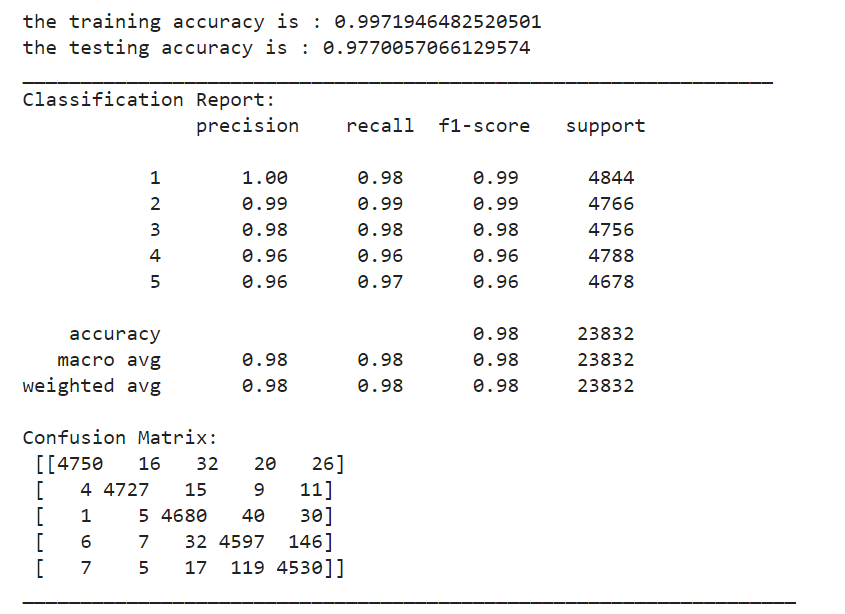 the training accuracy is : 0.9971946482520501
the testing accuracy is : 0.9770057066129574
Classification Report:
precision recall f1-score support
1 1.00 0.98 0.99 4844
2 0.99 0.99 0.99 4766
3 0.98 0.98 0.98 4756
4 0.96 0.96 0.96 4788
5 0.96 0.97 0.96 4678
accuracy 0.98 23832
macro avg 0.98 0.98 0.98 23832
weighted avg 0.98 0.98 0.98 23832
Confusion Matrix:
[[4750 16 32 20 26]
[ 4 4727 15 9 11]
[ 1 5 4680 40 30]
[ 6 7 32 4597 146]
[ 7 5 17 119 4530]]